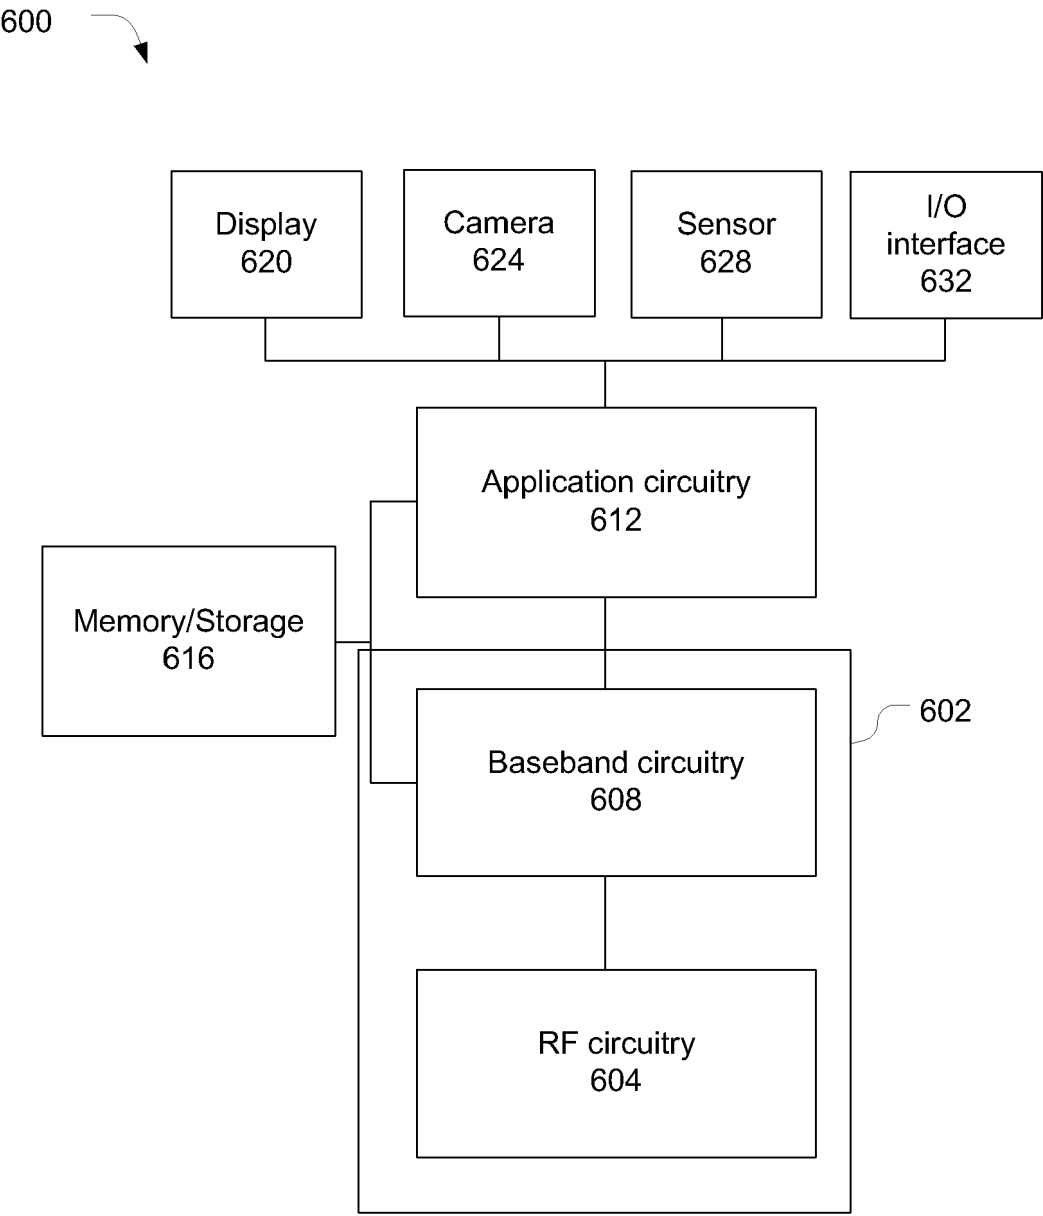 600
Display
620
Camera
624
Sensor
628
I/O
interface
632
Application circuitry
612
Memory/Storage
616
602
Baseband circuitry
608
RF circuitry
604